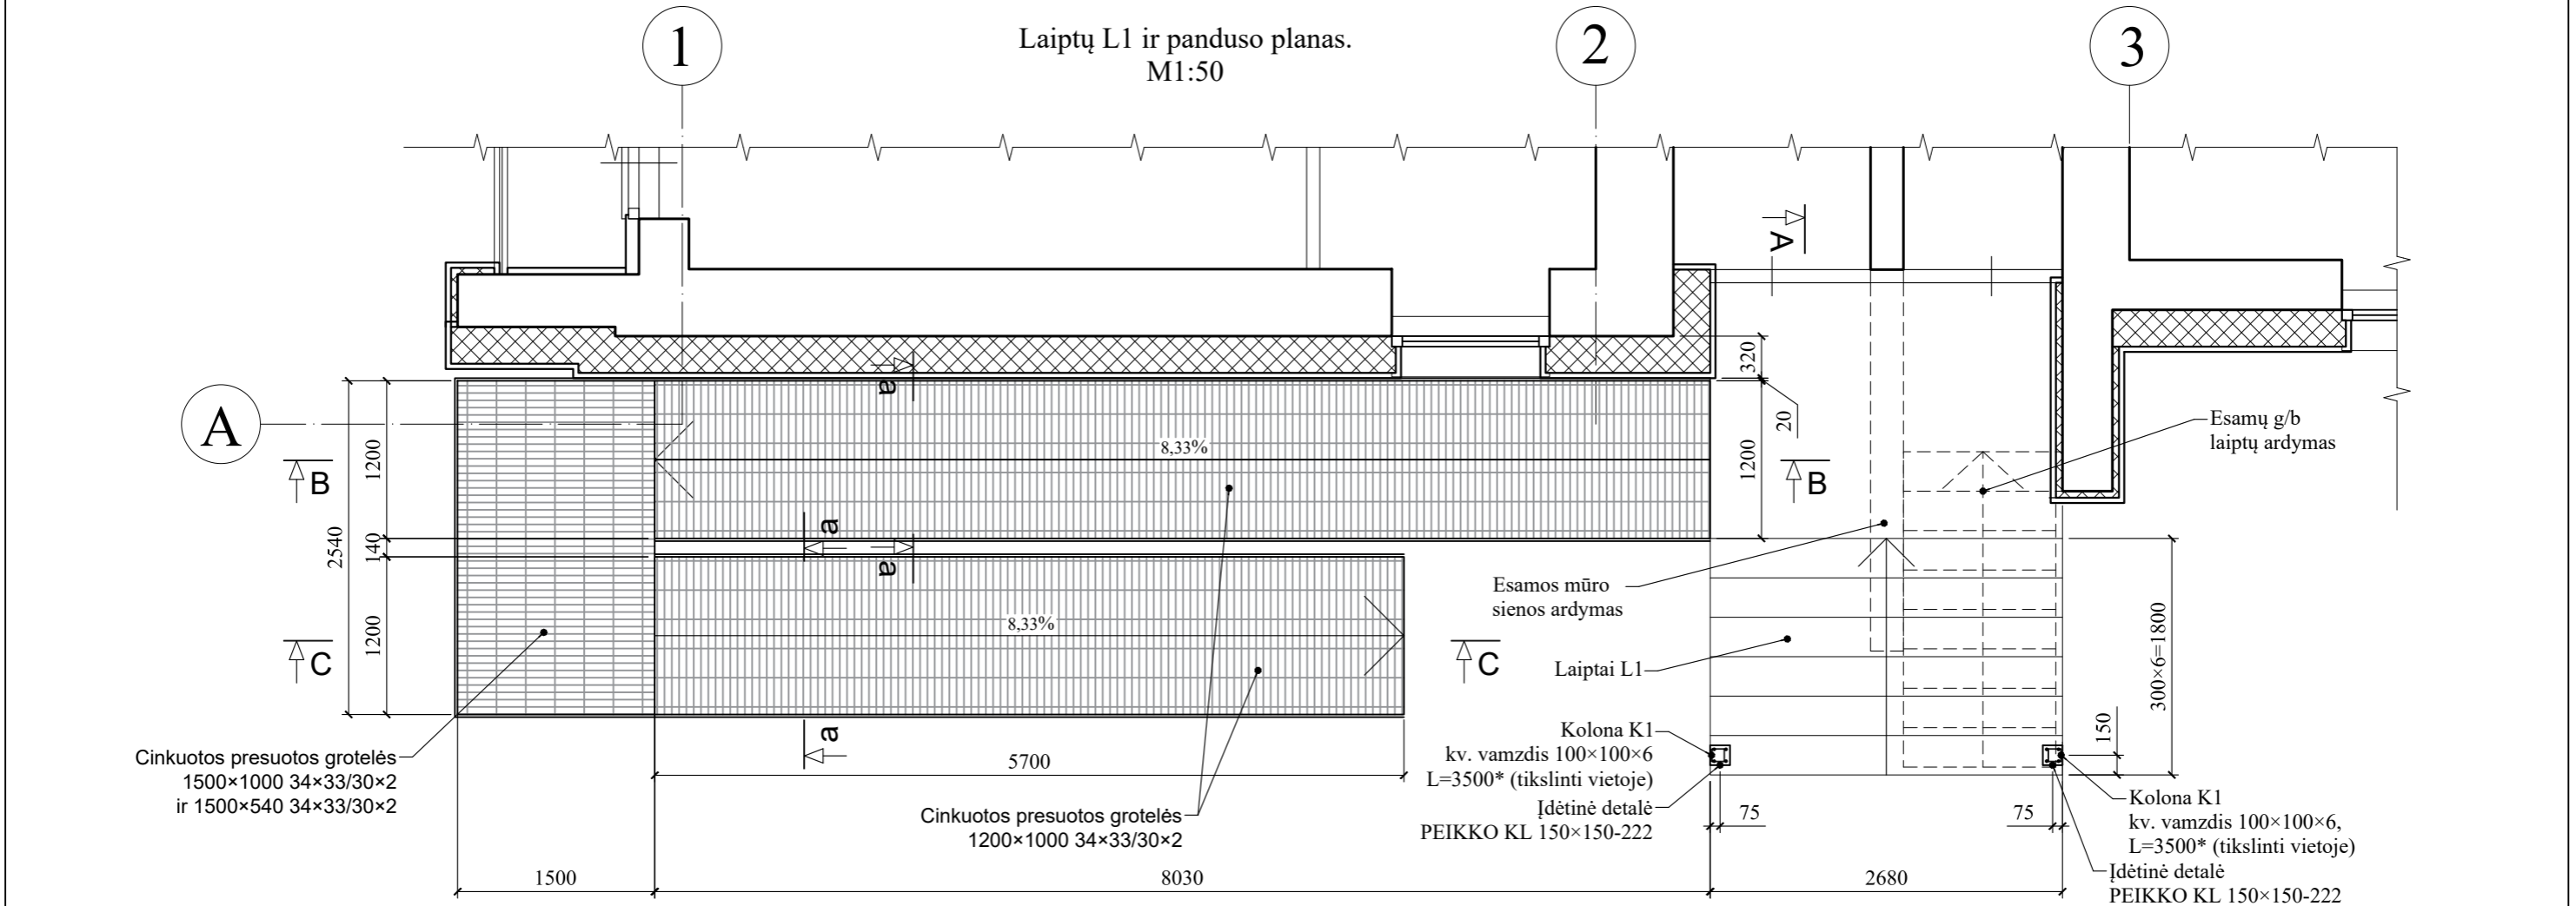 Laiptų L1 ir panduso planas.
M1:50
1
2
3
A
A
a
320
20
1200
8,33%
Esamų g/b
laiptų ardymas
B
B
1200
140
2540
a
a
1200
8,33%
Esamos mūro
sienos ardymas
C
C
Laiptai L1
300×6=1800
150
a
Cinkuotos presuotos grotelės
1500×1000 34×33/30×2
ir 1500×540 34×33/30×2
5700
Cinkuotos presuotos grotelės
1200×1000 34×33/30×2
Kolona K1
kv. vamzdis 100×100×6
L=3500* (tikslinti vietoje)
Įdėtinė detalė
PEIKKO KL 150×150-222
75
75
Kolona K1
kv. vamzdis 100×100×6,
L=3500* (tikslinti vietoje)
Įdėtinė detalė
PEIKKO KL 150×150-222
1500
8030
2680